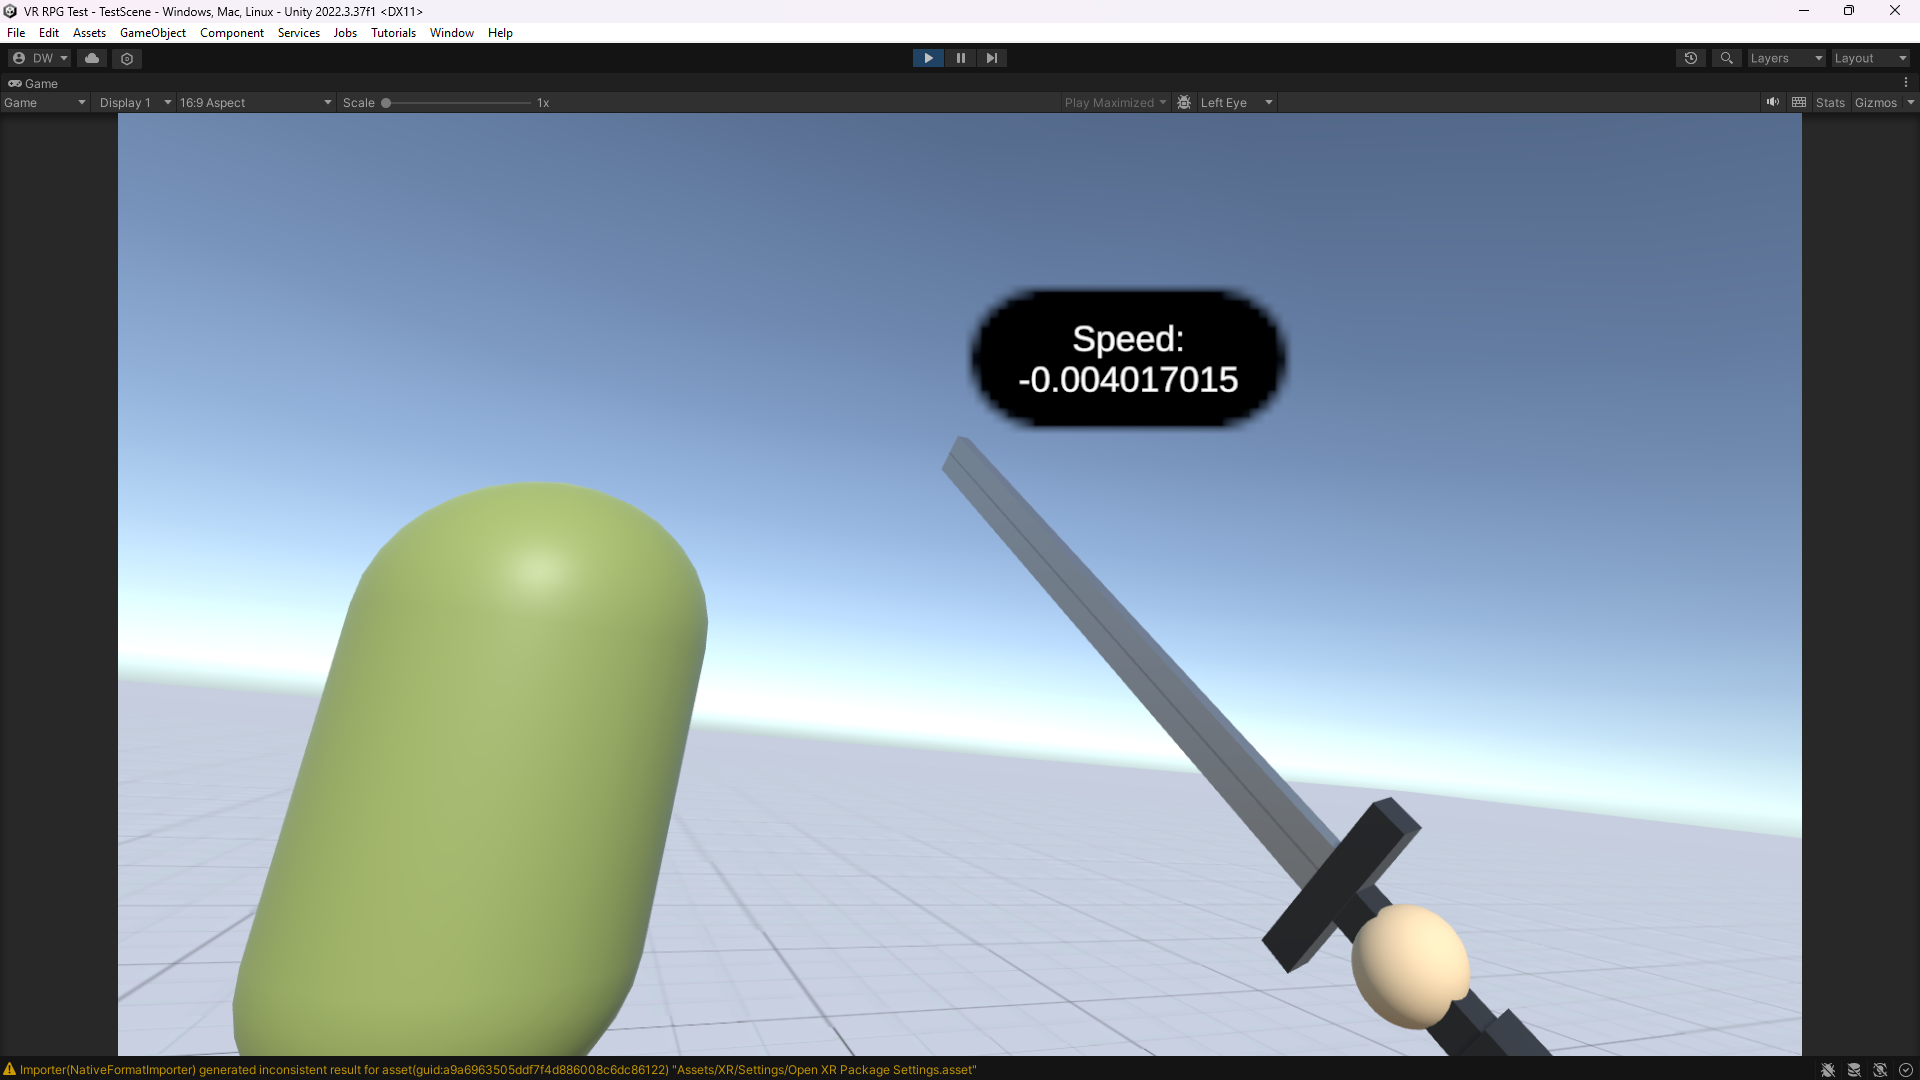 VR RPG Test - TestScene - Windows, Mac, Linux - Unity 2022.3.37f1 <DX11>
File Edit Assets GameObject Component Services Jobs Tutorials Window Help
DW Layers Layout
Game
Game Display 1 16:9 Aspect Scale 1x Play Maximized Left Eye Stats Gizmos
Speed:
-0.004017015
Importer(NativeFormatImporter) generated inconsistent result for asset(guid:a9a6963505ddf7f4d886008c6dc86122) "Assets/XR/Settings/Open XR Package Settings.asset"